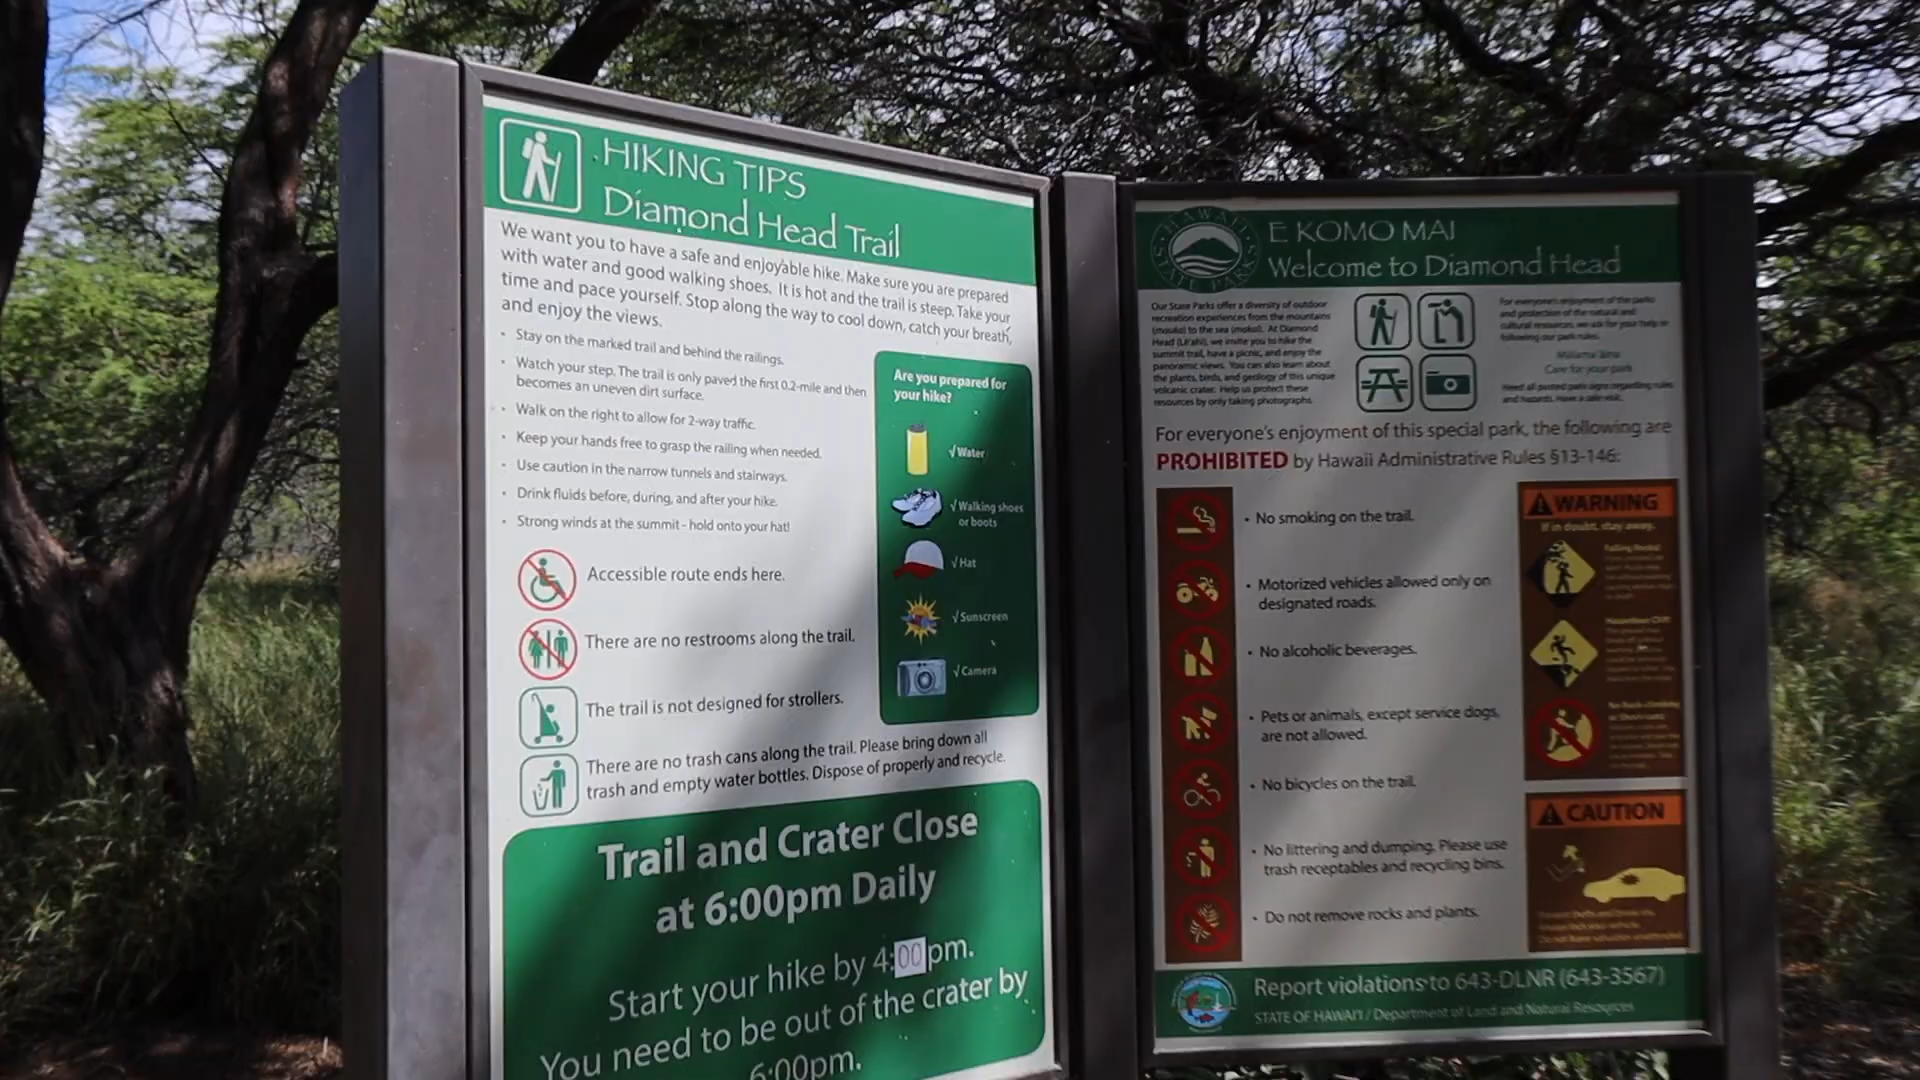 HIKING TIPS
Diamond Head Trail
We want you to have a safe and enjoyable hike. Make sure you are prepared
with water and good walking shoes. It is hot and the trail is steep. Take your
time and pace yourself. Stop along the way to cool down, catch your breath,
and enjoy the views.
• Stay on the marked trail and behind the railings.
• Watch your step. The trail is only paved the first 0.2-mile and then
becomes an uneven dirt surface.
• Walk on the right to allow for 2-way traffic.
• Keep your hands free to grasp the railing when needed.
• Use caution in the narrow tunnels and stairways.
• Drink fluids before, during, and after your hike.
• Strong winds at the summit - hold onto your hat!
Are you prepared for
your hike?
√ Water
√ Walking shoes
or boots
√ Hat
√ Sunscreen
√ Camera
Accessible route ends here.
There are no restrooms along the trail.
The trail is not designed for strollers.
There are no trash cans along the trail. Please bring down all
trash and empty water bottles. Dispose of properly and recycle.
Trail and Crater Close
at 6:00pm Daily
Start your hike by 4:00pm.
You need to be out of the crater by
6:00pm.
HAWAI'I
STATE PARKS
E KOMO MAI
Welcome to Diamond Head
Our State Parks offer a diversity of outdoor
recreation experiences from the mountains
(mauka) to the sea (makai). At Diamond
Head (Lē'ahi), we invite you to hike the
summit trail, have a picnic, and enjoy the
panoramic views. You can also learn about
the plants, birds, and geology of this unique
volcanic crater. Help us protect these
resources by only taking photographs.
For everyone's enjoyment of the parks
and protection of the natural and
cultural resources, we ask for your help in
following our park rules.
Mālama 'āina
Care for your park
Heed all posted park signs regarding rules
and hazards. Have a safe visit.
For everyone's enjoyment of this special park, the following are
PROHIBITED by Hawaii Administrative Rules §13-146:
• No smoking on the trail.
• Motorized vehicles allowed only on
designated roads.
• No alcoholic beverages.
• Pets or animals, except service dogs,
are not allowed.
• No bicycles on the trail.
• No littering and dumping. Please use
trash receptacles and recycling bins.
• Do not remove rocks and plants.
WARNING
If in doubt, stay away.
Falling Rocks!
Hazardous Cliff!
CAUTION
Report violations to 643-DLNR (643-3567)
STATE OF HAWAI'I / Department of Land and Natural Resources